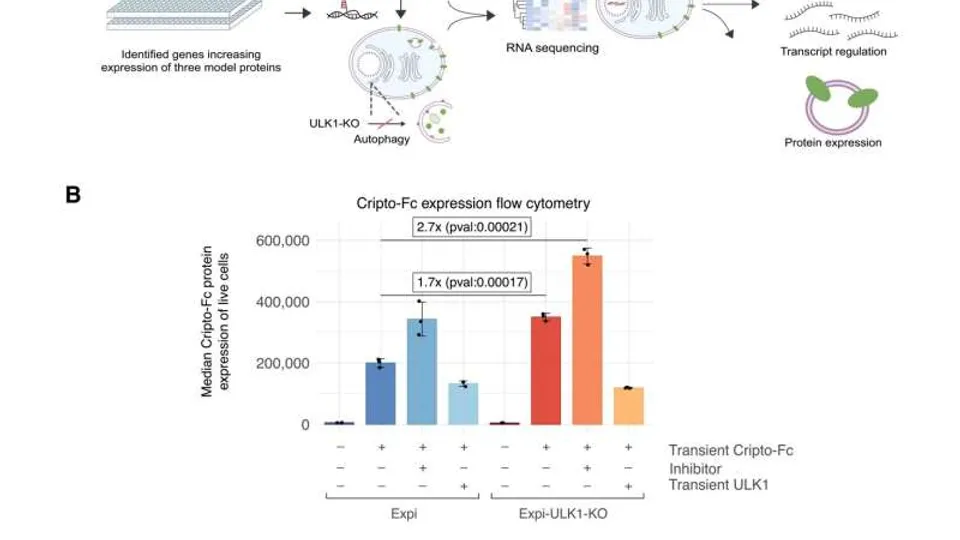 Identified genes increasing
expression of three model proteins
RNA sequencing
Transcript regulation
ULK1-KO
Autophagy
Protein expression
B
Cripto-Fc expression flow cytometry
2.7x (pval:0.00021)
1.7x (pval:0.00017)
Median Cripto-Fc protein
expression of live cells
600,000
400,000
200,000
0
− + + + − + + + Transient Cripto-Fc
− − + − − − + − Inhibitor
− − − + − − − + Transient ULK1
Expi
Expi-ULK1-KO